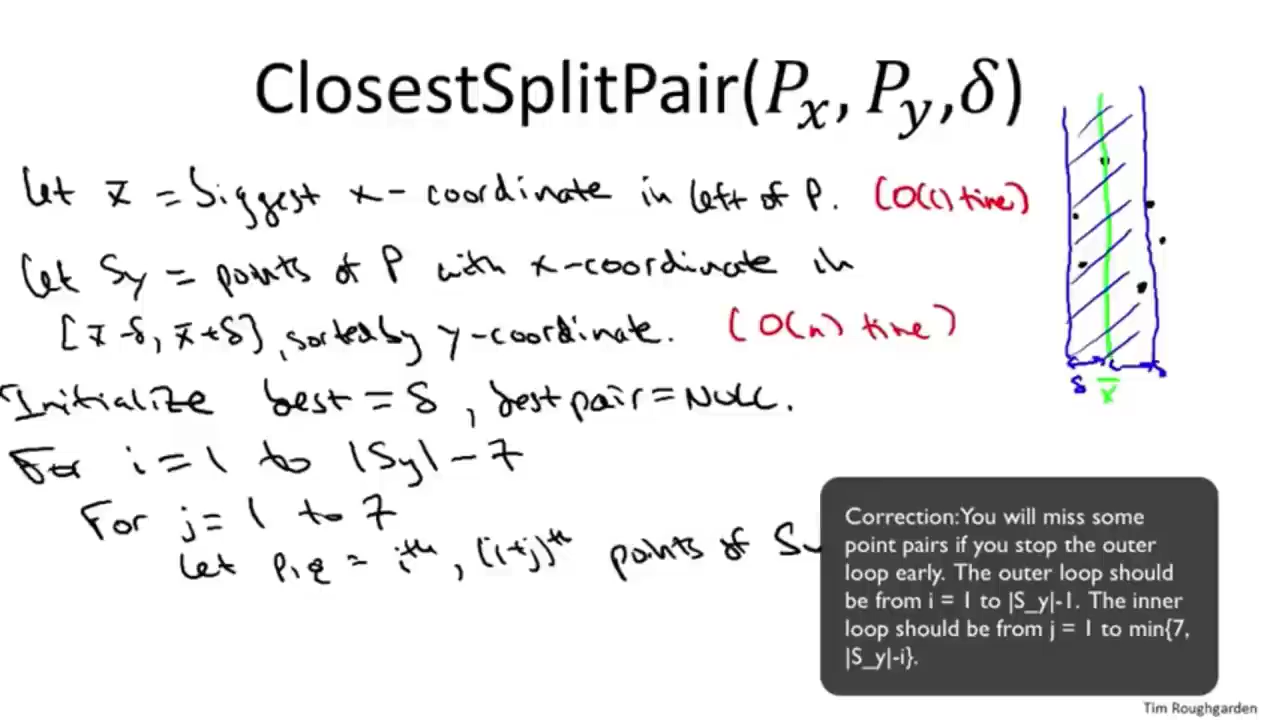 ClosestSplitPair(Pₓ, Pᵧ, δ)
Let x̄ = biggest x-coordinate in left of P. (O(1) time)
Let Sy = points of P with x-coordinate in
[x̄-δ, x̄+δ], sorted by y-coordinate. (O(n) time)
Initialize best = δ, best pair = NULL.
For i = 1 to |Sy| - 7
For j = 1 to 7
Let p,q = iᵗʰ, (i+j)ᵗʰ points of Sy
δ x̄ δ
Correction: You will miss some
point pairs if you stop the outer
loop early. The outer loop should
be from i = 1 to |S_y|-1. The inner
loop should be from j = 1 to min{7,
|S_y|-i}.
Tim Roughgarden